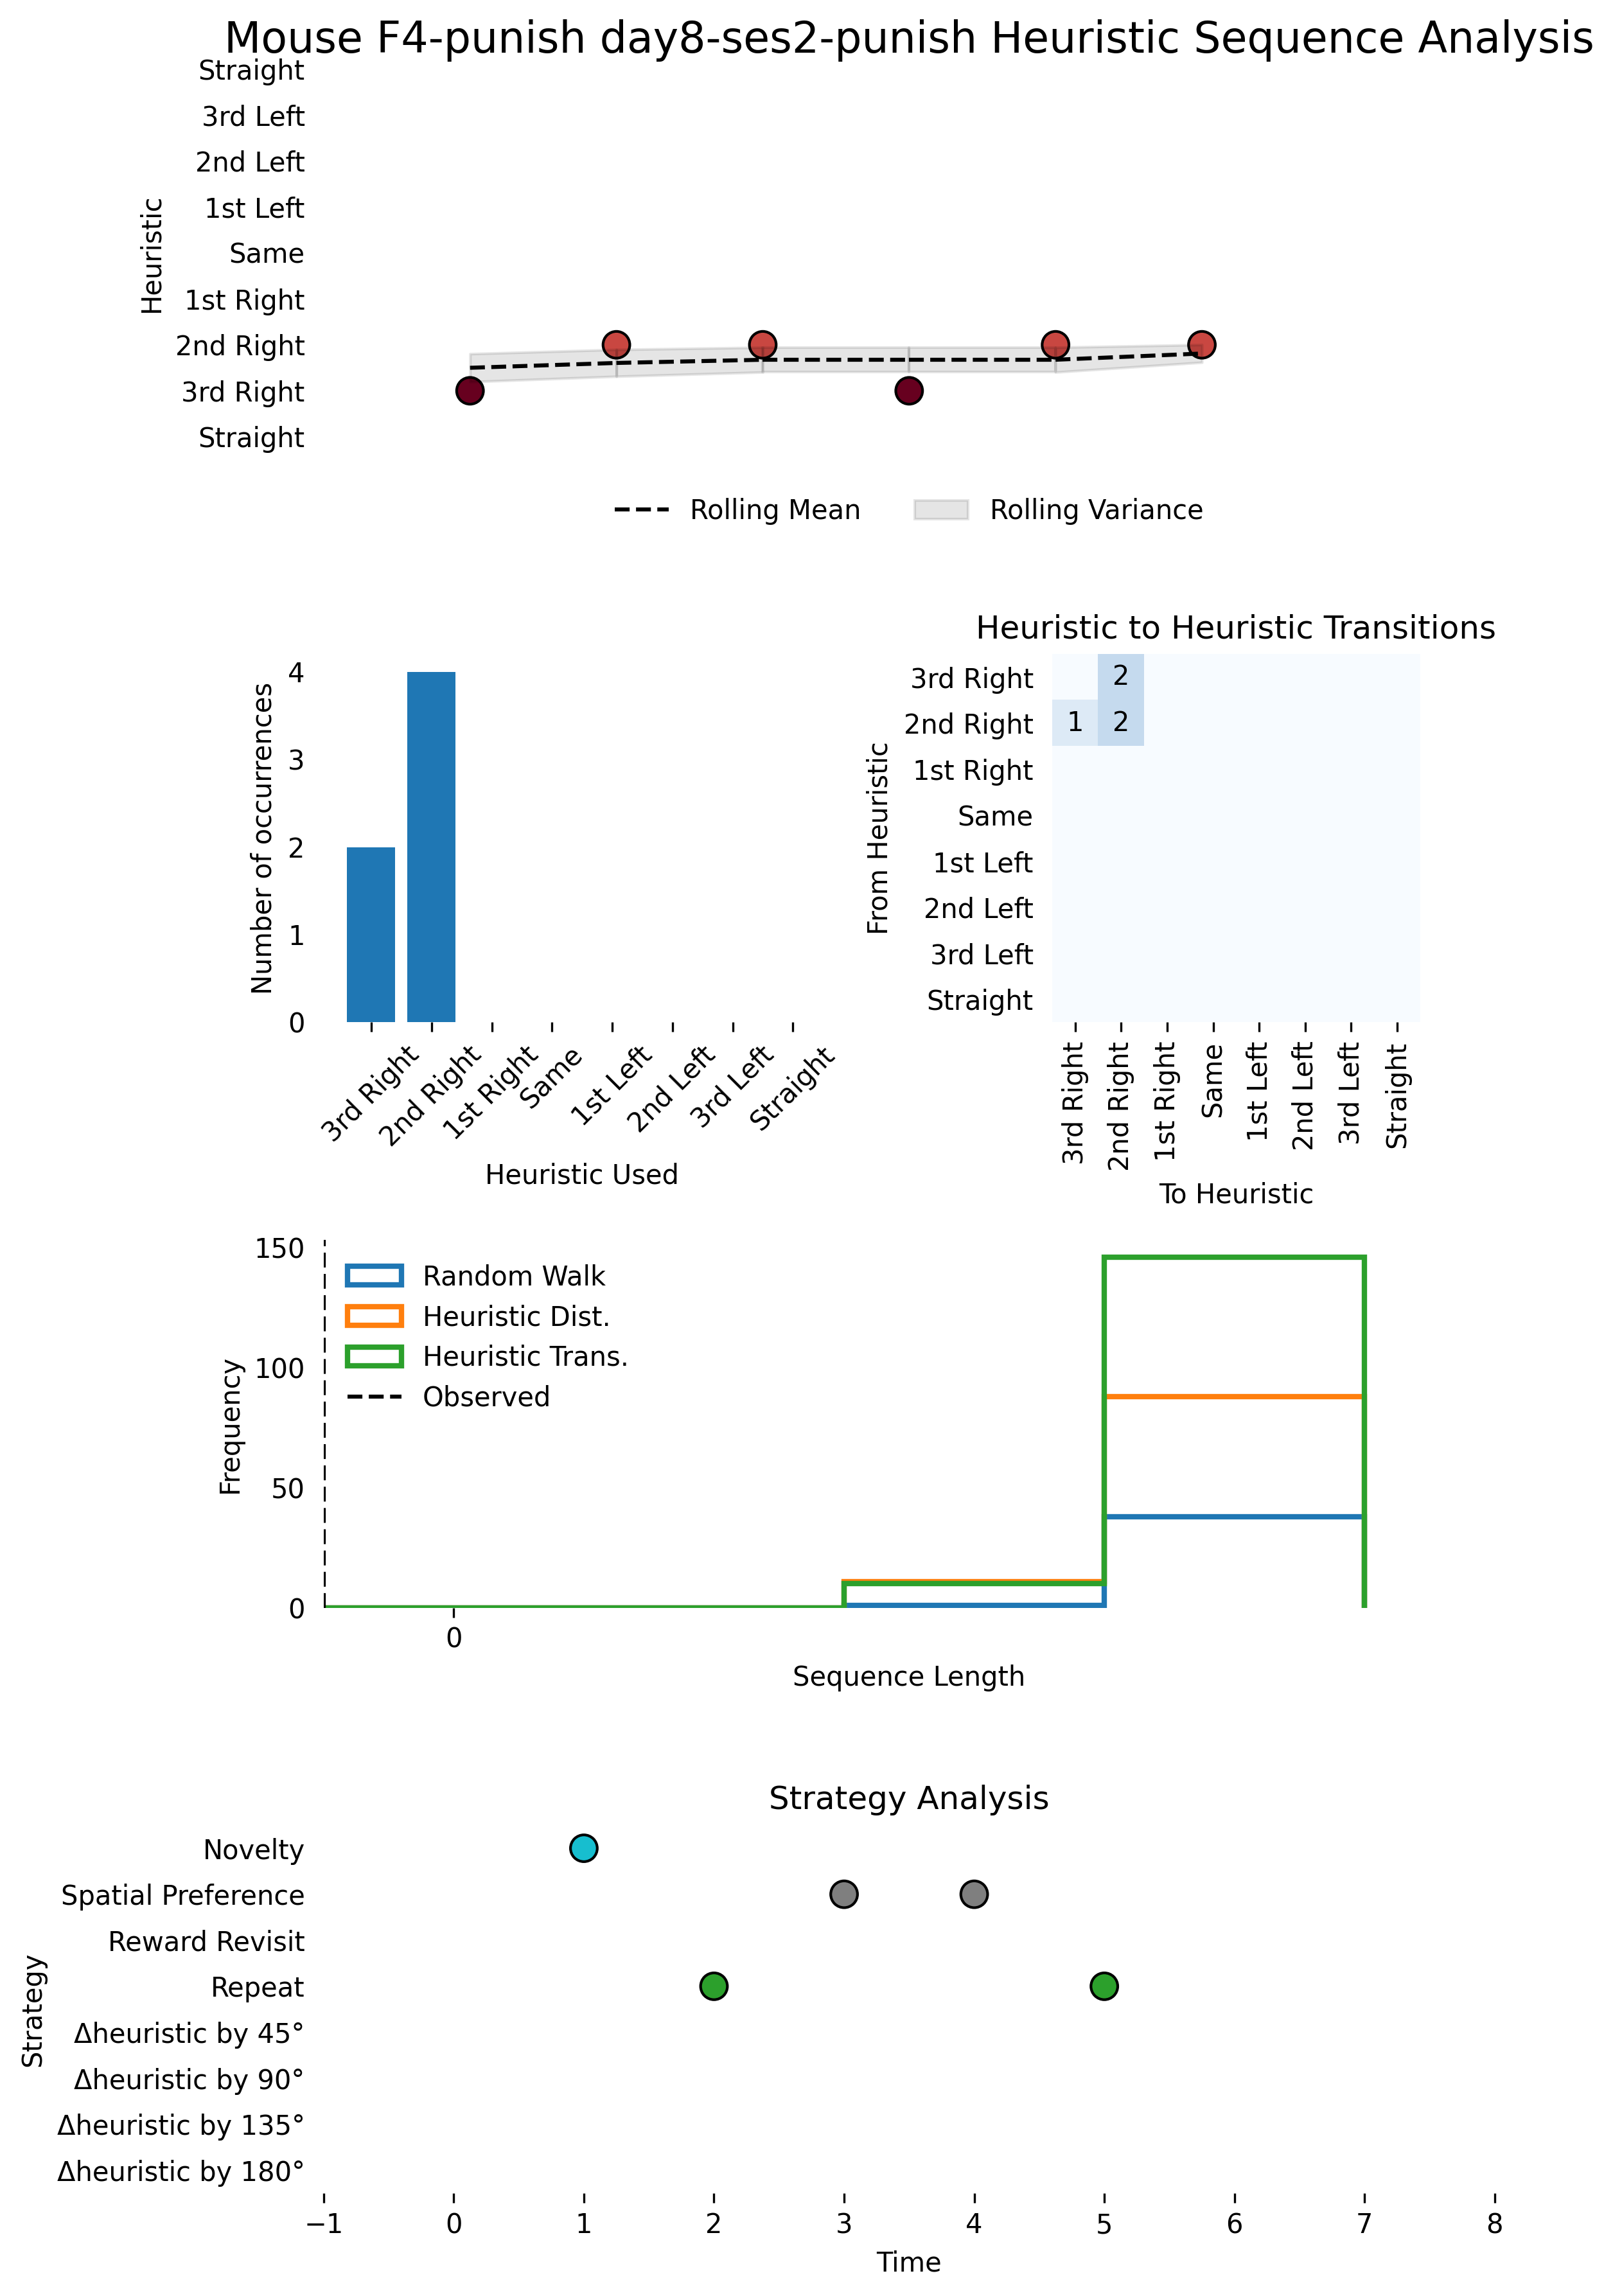 Mouse F4-punish day8-ses2-punish Heuristic Sequence Analysis
Heuristic
Straight
3rd Left
2nd Left
1st Left
Same
1st Right
2nd Right
3rd Right
Straight
Rolling Mean
Rolling Variance
Number of occurrences
4
3
2
1
0
3rd Right
2nd Right
1st Right
Same
1st Left
2nd Left
3rd Left
Straight
Heuristic Used
Heuristic to Heuristic Transitions
From Heuristic
3rd Right
2nd Right
1st Right
Same
1st Left
2nd Left
3rd Left
Straight
2
1 2
3rd Right
2nd Right
1st Right
Same
1st Left
2nd Left
3rd Left
Straight
To Heuristic
Frequency
150
100
50
0
Random Walk
Heuristic Dist.
Heuristic Trans.
Observed
0
Sequence Length
Strategy Analysis
Strategy
Novelty
Spatial Preference
Reward Revisit
Repeat
Δheuristic by 45°
Δheuristic by 90°
Δheuristic by 135°
Δheuristic by 180°
−1 0 1 2 3 4 5 6 7 8
Time